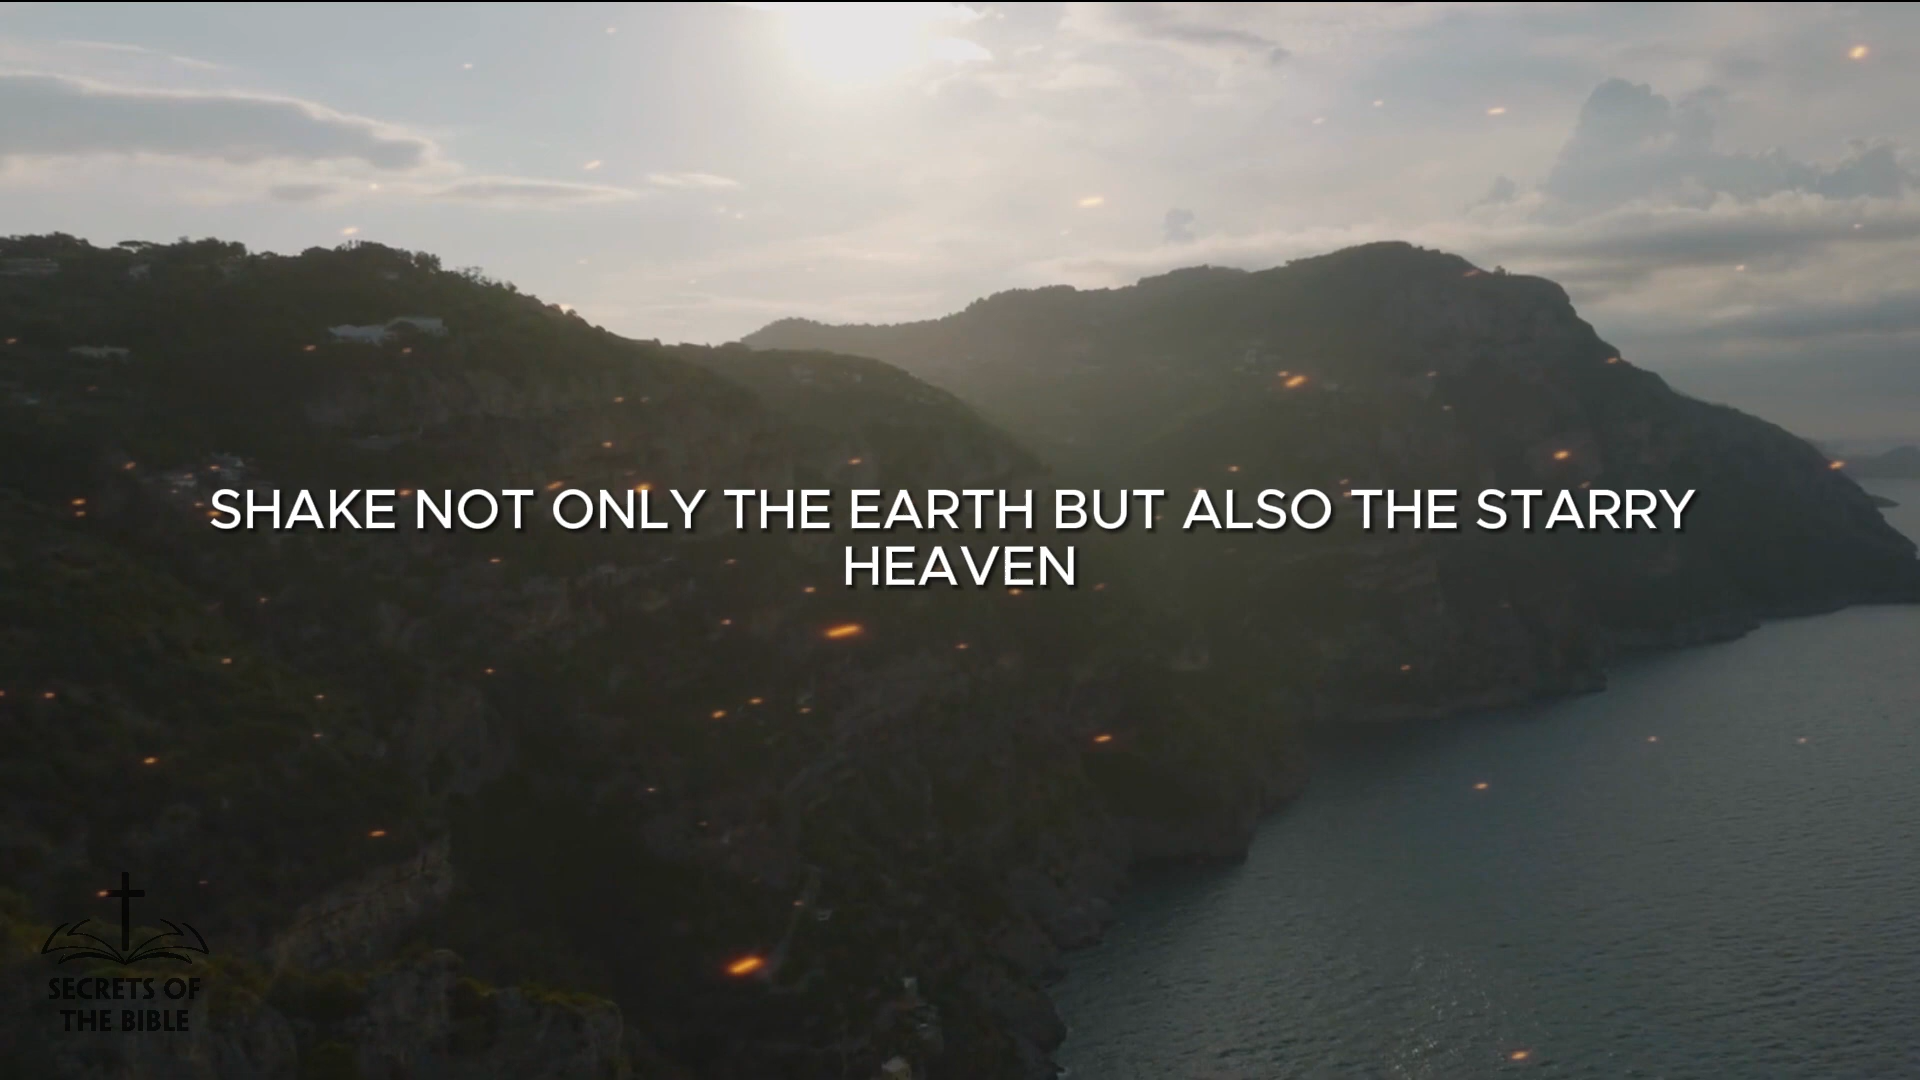 SHAKE NOT ONLY THE EARTH BUT ALSO THE STARRY
HEAVEN
SECRETS OF
THE BIBLE